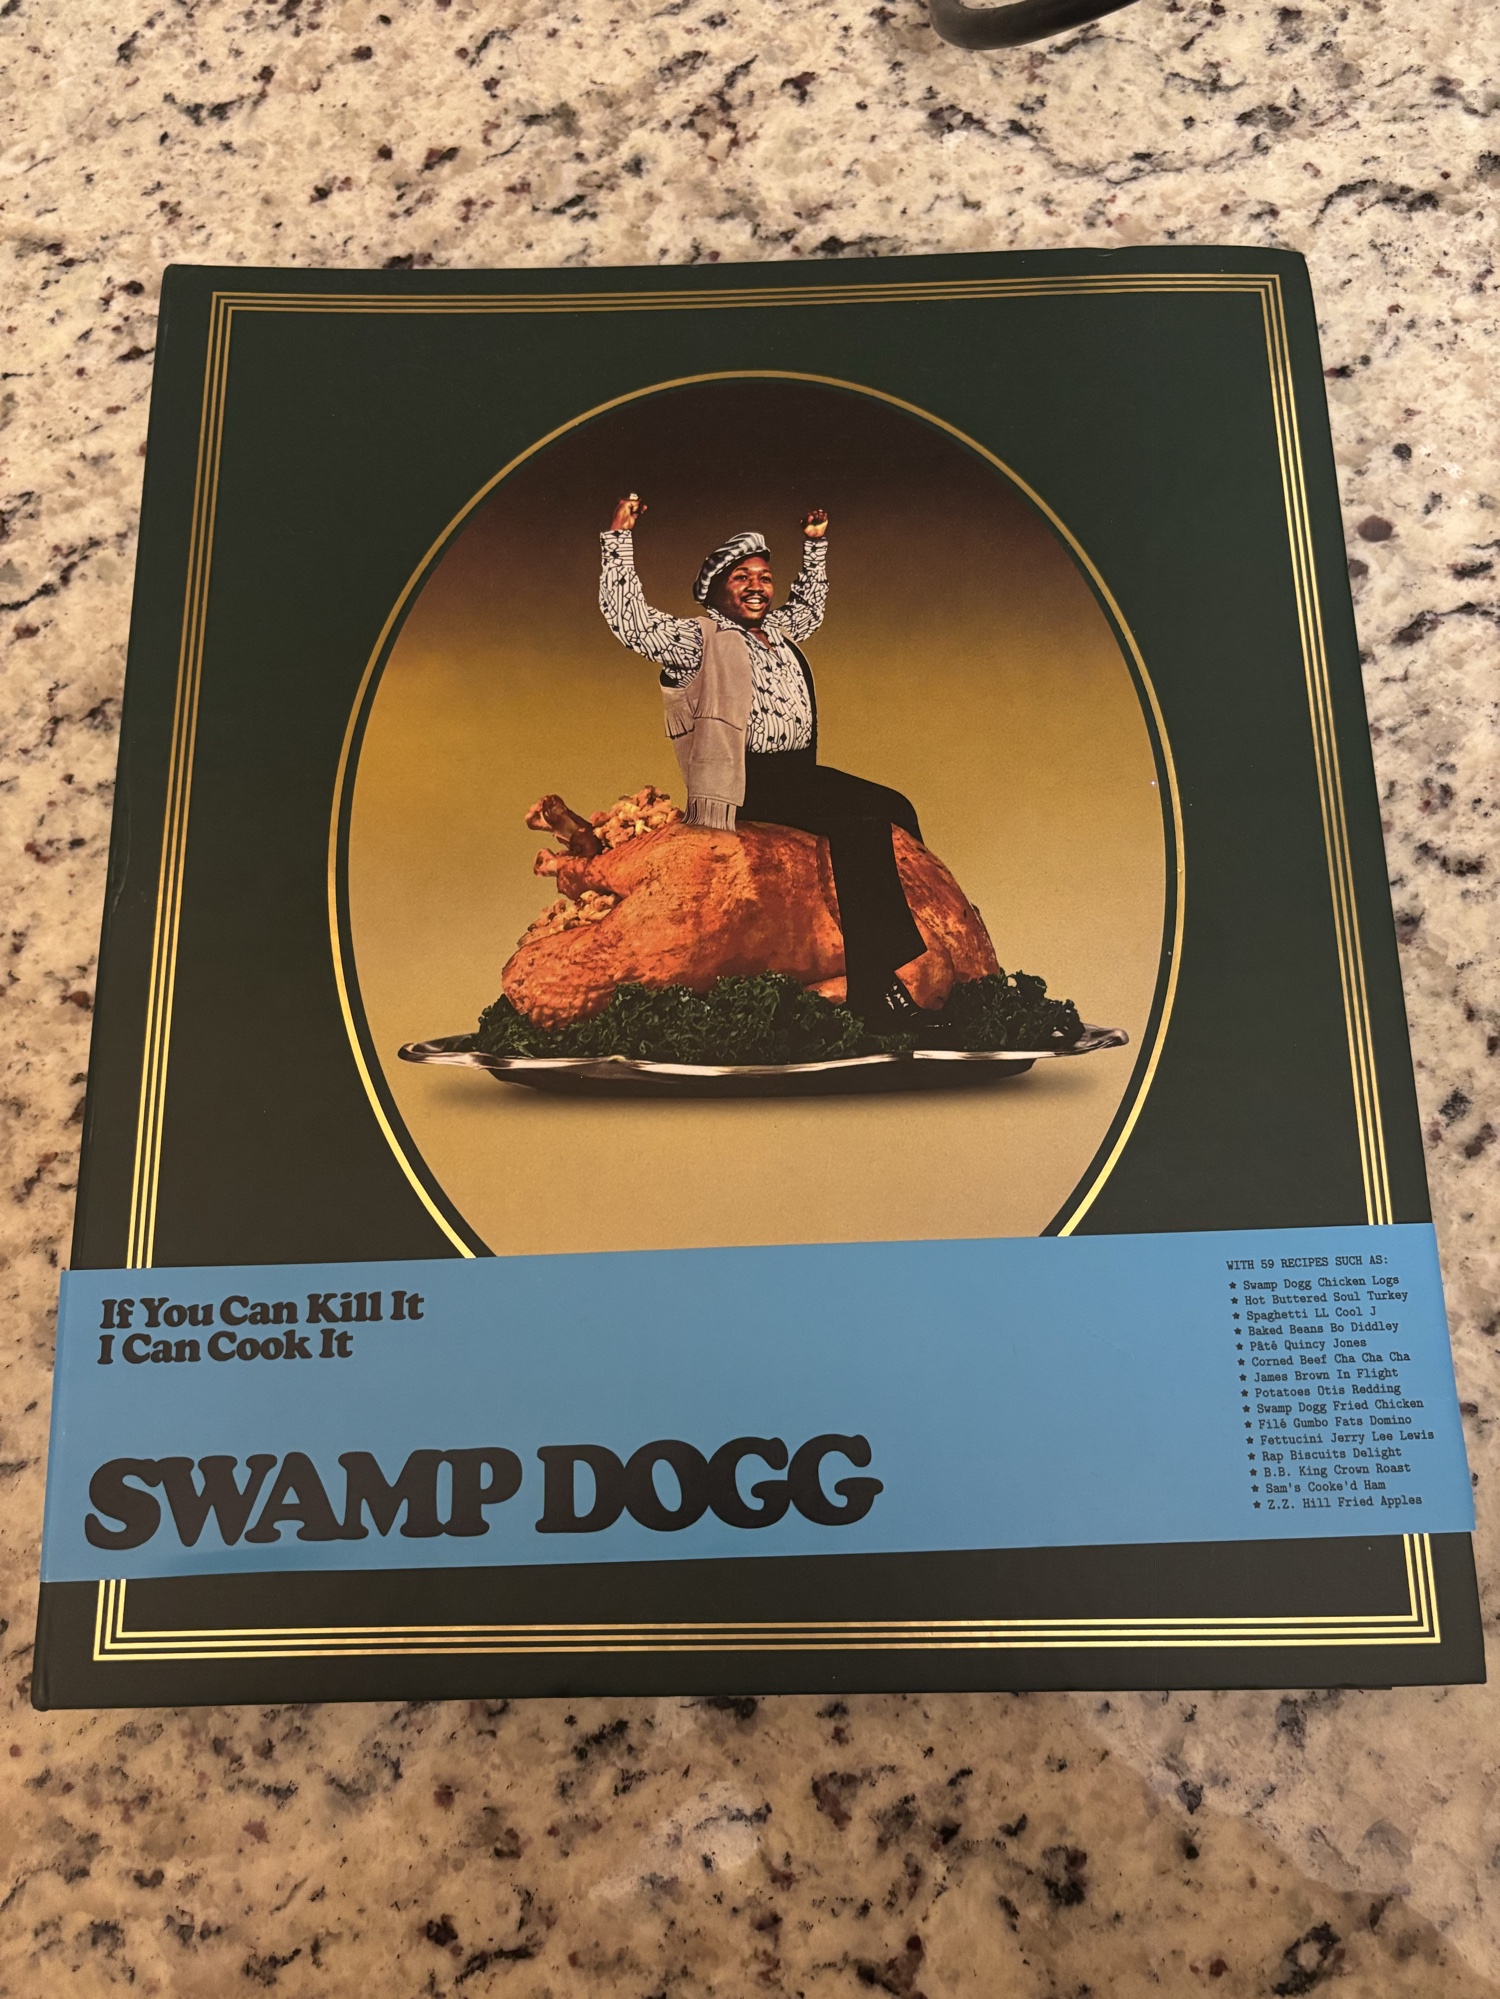 If You Can Kill It
I Can Cook It
SWAMP DOGG
WITH 59 RECIPES SUCH AS:
★ Swamp Dogg Chicken Logs
★ Hot Buttered Soul Turkey
★ Spaghetti LL Cool J
★ Baked Beans Bo Diddley
★ Pâté Quincy Jones
★ Corned Beef Cha Cha Cha
★ James Brown In Flight
★ Potatoes Otis Redding
★ Swamp Dogg Fried Chicken
★ Filé Gumbo Fats Domino
★ Fettucini Jerry Lee Lewis
★ Rap Biscuits Delight
★ B.B. King Crown Roast
★ Sam's Cooke'd Ham
★ Z.Z. Hill Fried Apples